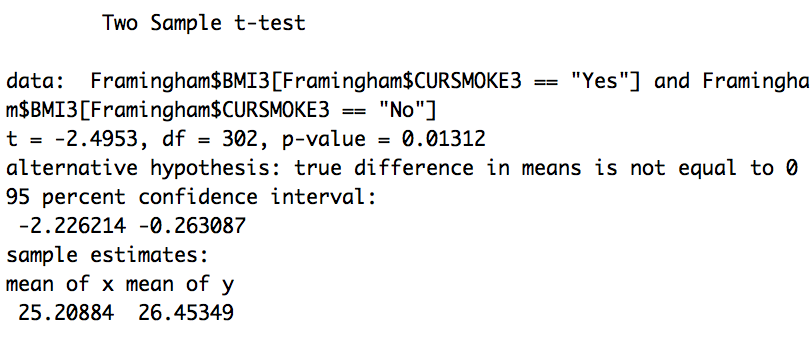 Two Sample t-test
data:  Framingham$BMI3[Framingham$CURSMOKE3 == "Yes"] and Framingha
m$BMI3[Framingham$CURSMOKE3 == "No"]
t = -2.4953, df = 302, p-value = 0.01312
alternative hypothesis: true difference in means is not equal to 0
95 percent confidence interval:
-2.226214 -0.263087
sample estimates:
mean of x mean of y
25.20884  26.45349